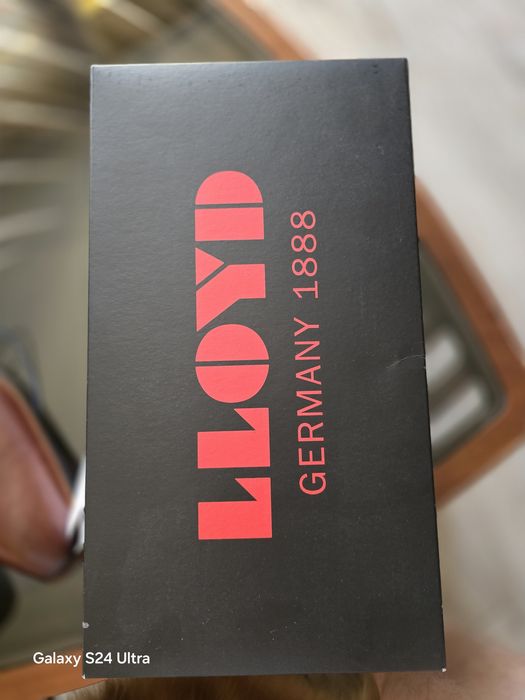 LLOYD
GERMANY 1888
Galaxy S24 Ultra